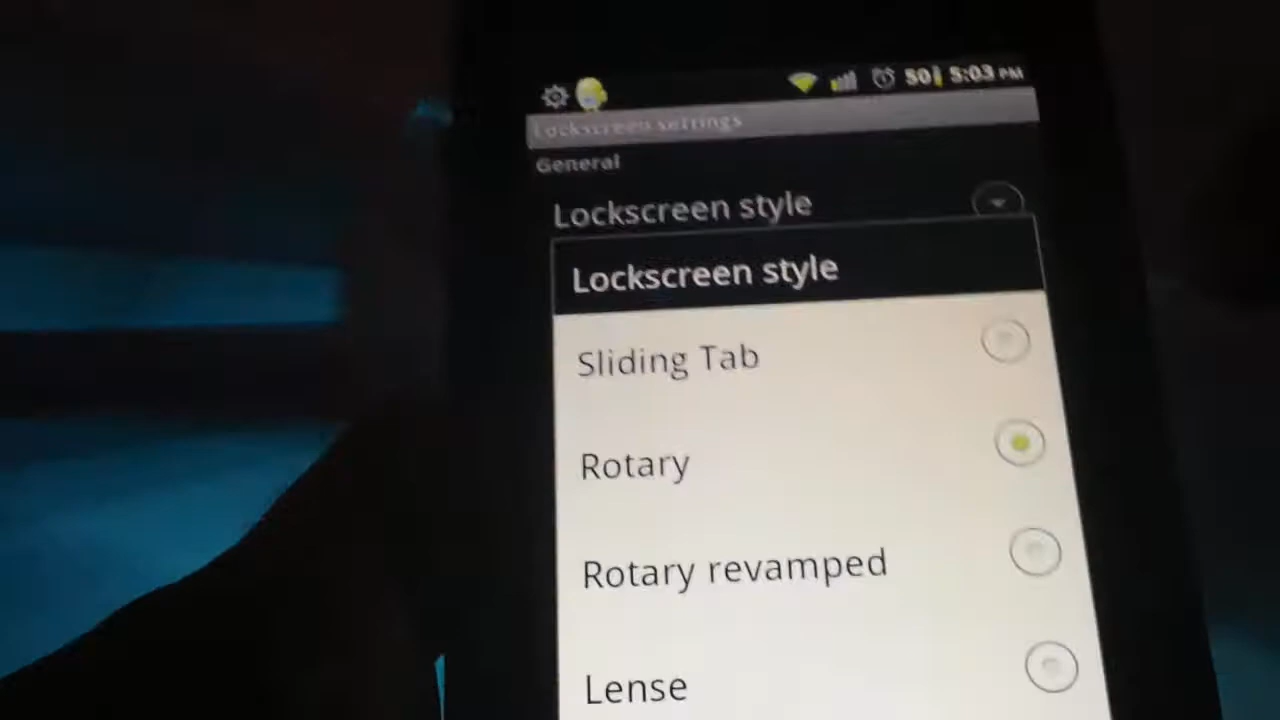 50 5:03 PM
Lockscreen settings
General
Lockscreen style
Lockscreen style
Sliding Tab
Rotary
Rotary revamped
Lense